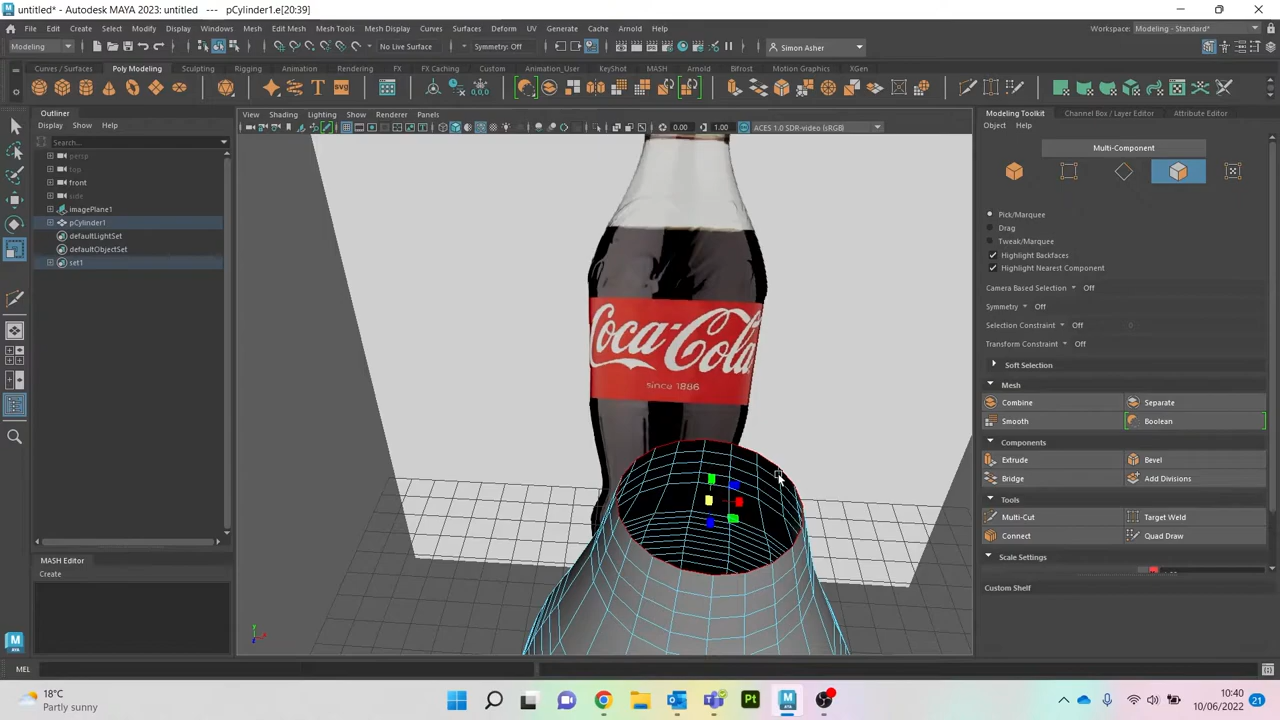 untitled* - Autodesk MAYA 2023: untitled --- pCylinder1.e[20:39]
File Edit Create Select Modify Display Windows Mesh Edit Mesh Mesh Tools Mesh Display Curves Surfaces Deform UV Generate Cache Arnold Help
Workspace: Modeling - Standard*
Modeling
No Live Surface
Symmetry: Off
Simon Asher
Curves / Surfaces Poly Modeling Sculpting Rigging Animation Rendering FX FX Caching Custom Animation_User KeyShot MASH Arnold Bifrost Motion Graphics XGen
Outliner
Display Show Help
Search...
persp
top
front
side
imagePlane1
pCylinder1
defaultLightSet
defaultObjectSet
set1
MASH Editor
Create
View Shading Lighting Show Renderer Panels
0.00 1.00 ACES 1.0 SDR-video (sRGB)
Coca-Cola
since 1886
Modeling Toolkit Channel Box / Layer Editor Attribute Editor
Object Help
Multi-Component
Pick/Marquee
Drag
Tweak/Marquee
Highlight Backfaces
Highlight Nearest Component
Camera Based Selection Off
Symmetry Off
Selection Constraint Off 0
Transform Constraint Off
Soft Selection
Mesh
Combine Separate
Smooth Boolean
Components
Extrude Bevel
Bridge Add Divisions
Tools
Multi-Cut Target Weld
Connect Quad Draw
Scale Settings
Custom Shelf
MEL
18°C
Partly sunny
10:40
10/06/2022
21